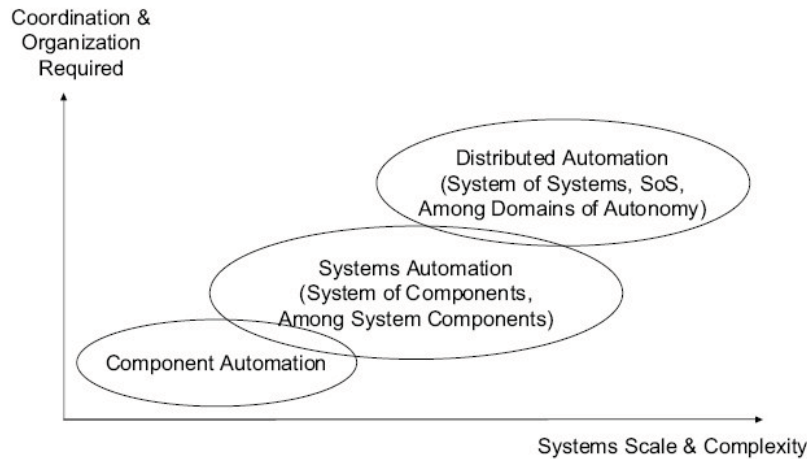 Coordination &
Organization
Required
Distributed Automation
(System of Systems, SoS,
Among Domains of Autonomy)
Systems Automation
(System of Components,
Among System Components)
Component Automation
Systems Scale & Complexity